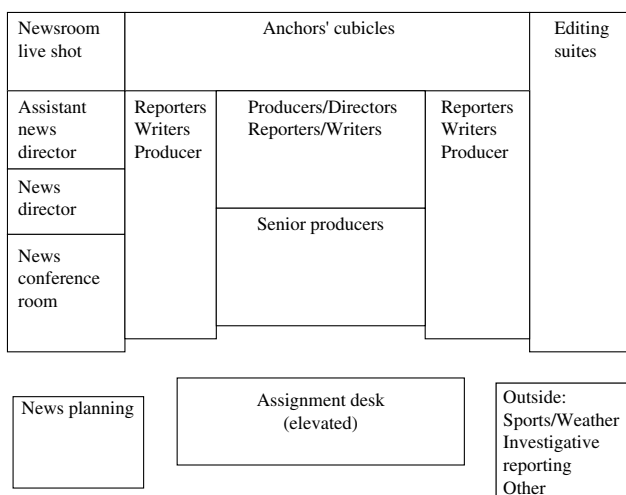 Newsroom
live shot
Anchors' cubicles
Editing
suites
Assistant
news
director
Reporters
Writers
Producer
Producers/Directors
Reporters/Writers
Reporters
Writers
Producer
News
director
Senior producers
News
conference
room
News planning
Assignment desk
(elevated)
Outside:
Sports/Weather
Investigative
reporting
Other